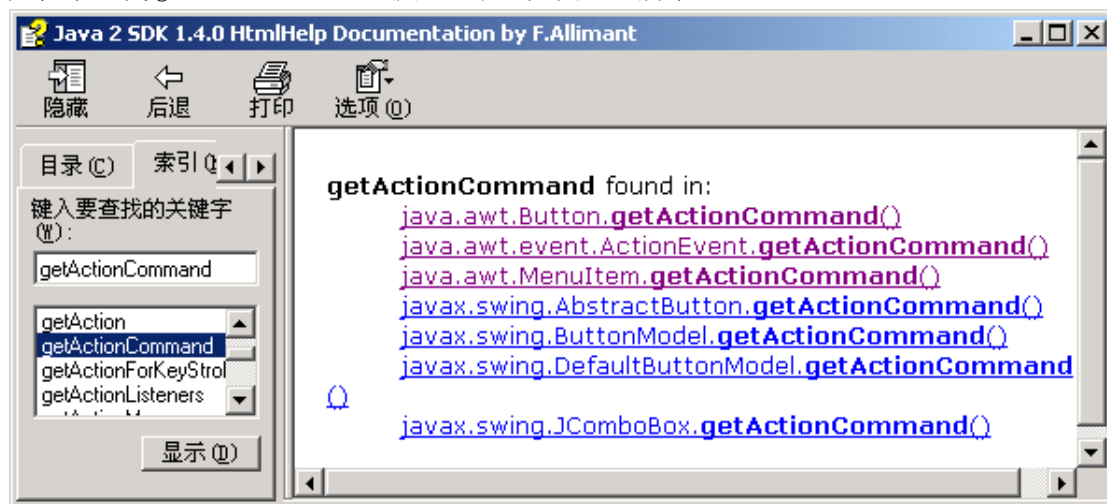 Java 2 SDK 1.4.0 HtmlHelp Documentation by F.Allimant
隐藏 后退 打印 选项(O)
目录(C) 索引(
键入要查找的关键字
(W):
getActionCommand
getAction
getActionCommand
getActionForKeyStrol
getActionListeners
显示(D)
getActionCommand found in:
java.awt.Button.getActionCommand()
java.awt.event.ActionEvent.getActionCommand()
java.awt.MenuItem.getActionCommand()
javax.swing.AbstractButton.getActionCommand()
javax.swing.ButtonModel.getActionCommand()
javax.swing.DefaultButtonModel.getActionCommand
()
javax.swing.JComboBox.getActionCommand()